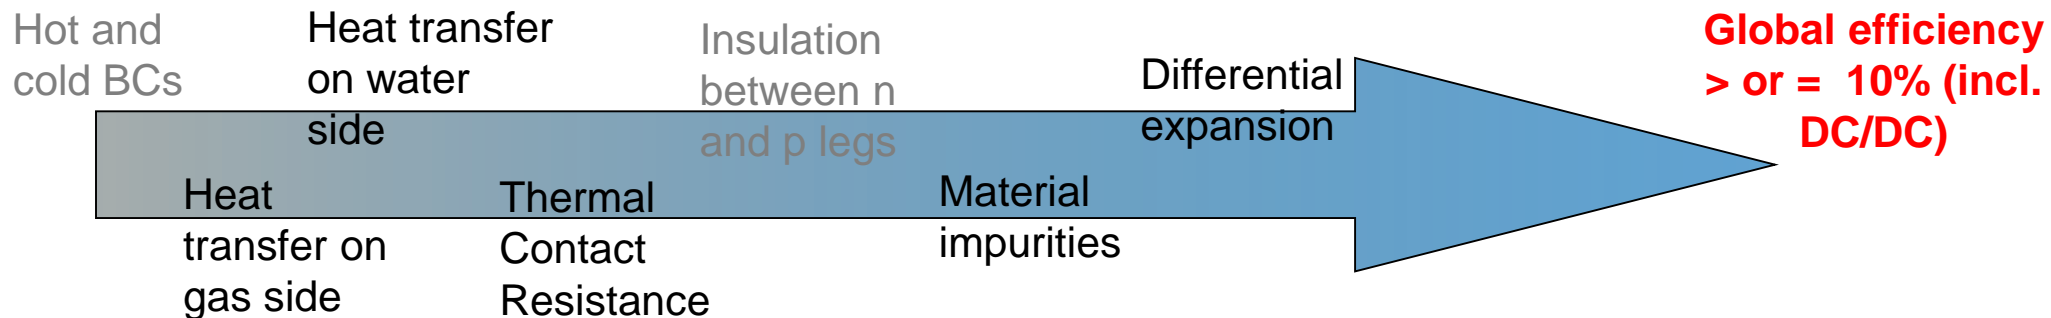 Hot and
cold BCs
Heat transfer
on water
side
Insulation
between n
and p legs
Differential
expansion
Global efficiency
> or = 10% (incl.
DC/DC)
Heat
transfer on
gas side
Thermal
Contact
Resistance
Material
impurities